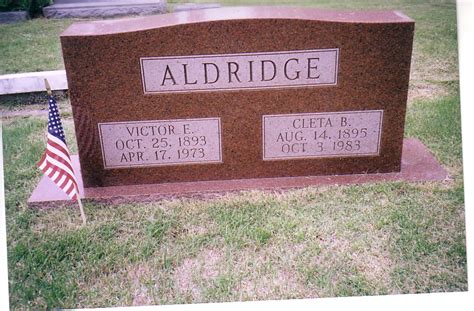 ALDRIDGE
VICTOR E.
OCT. 25, 1893
APR. 17, 1973
CLETA B.
AUG. 14, 1895
OCT. 3, 1983